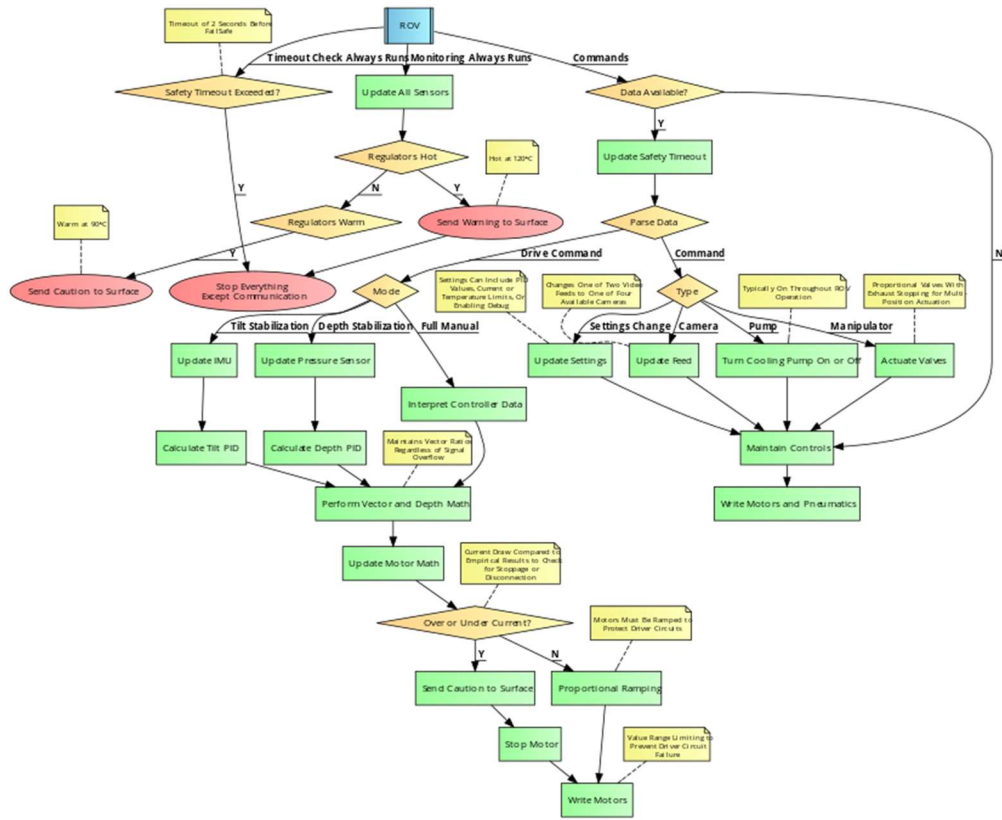 Timeout of 2 Seconds Before
FailSafe
ROV
Timeout Check Always Runs
Monitoring Always Runs
Commands
Safety Timeout Exceeded?
Update All Sensors
Data Available?
Y
Regulators Hot
Hot at 120°C
Update Safety Timeout
Y
N
Y
Warm at 90°C
Regulators Warm
Send Warning to Surface
Parse Data
Y
Drive Command
Command
N
Send Caution to Surface
Stop Everything
Except Communication
Mode
Settings Can Include PID
Values, Current or
Temperature Limits, Or
Enabling Debug
Changes One of Two Video
Feeds to One of Four
Available Cameras
Type
Typically On Throughout ROV
Operation
Proportional Valves With
Exhaust Stopping for Multi-
Position Actuation
Tilt Stabilization
Depth Stabilization
Full Manual
Settings Change
Camera
Pump
Manipulator
Update IMU
Update Pressure Sensor
Update Settings
Update Feed
Turn Cooling Pump On or Off
Actuate Valves
Interpret Controller Data
Calculate Tilt PID
Calculate Depth PID
Maintains Vector Ratio
Regardless of Signal
Overflow
Maintain Controls
Perform Vector and Depth Math
Write Motors and Pneumatics
Update Motor Math
Current Draw Compared to
Empirical Results to Check
for Stoppage or
Disconnection
Over or Under Current?
Motors Must Be Ramped to
Protect Driver Circuits
Y
N
Send Caution to Surface
Proportional Ramping
Stop Motor
Value Range Limiting to
Prevent Driver Circuit
Failure
Write Motors